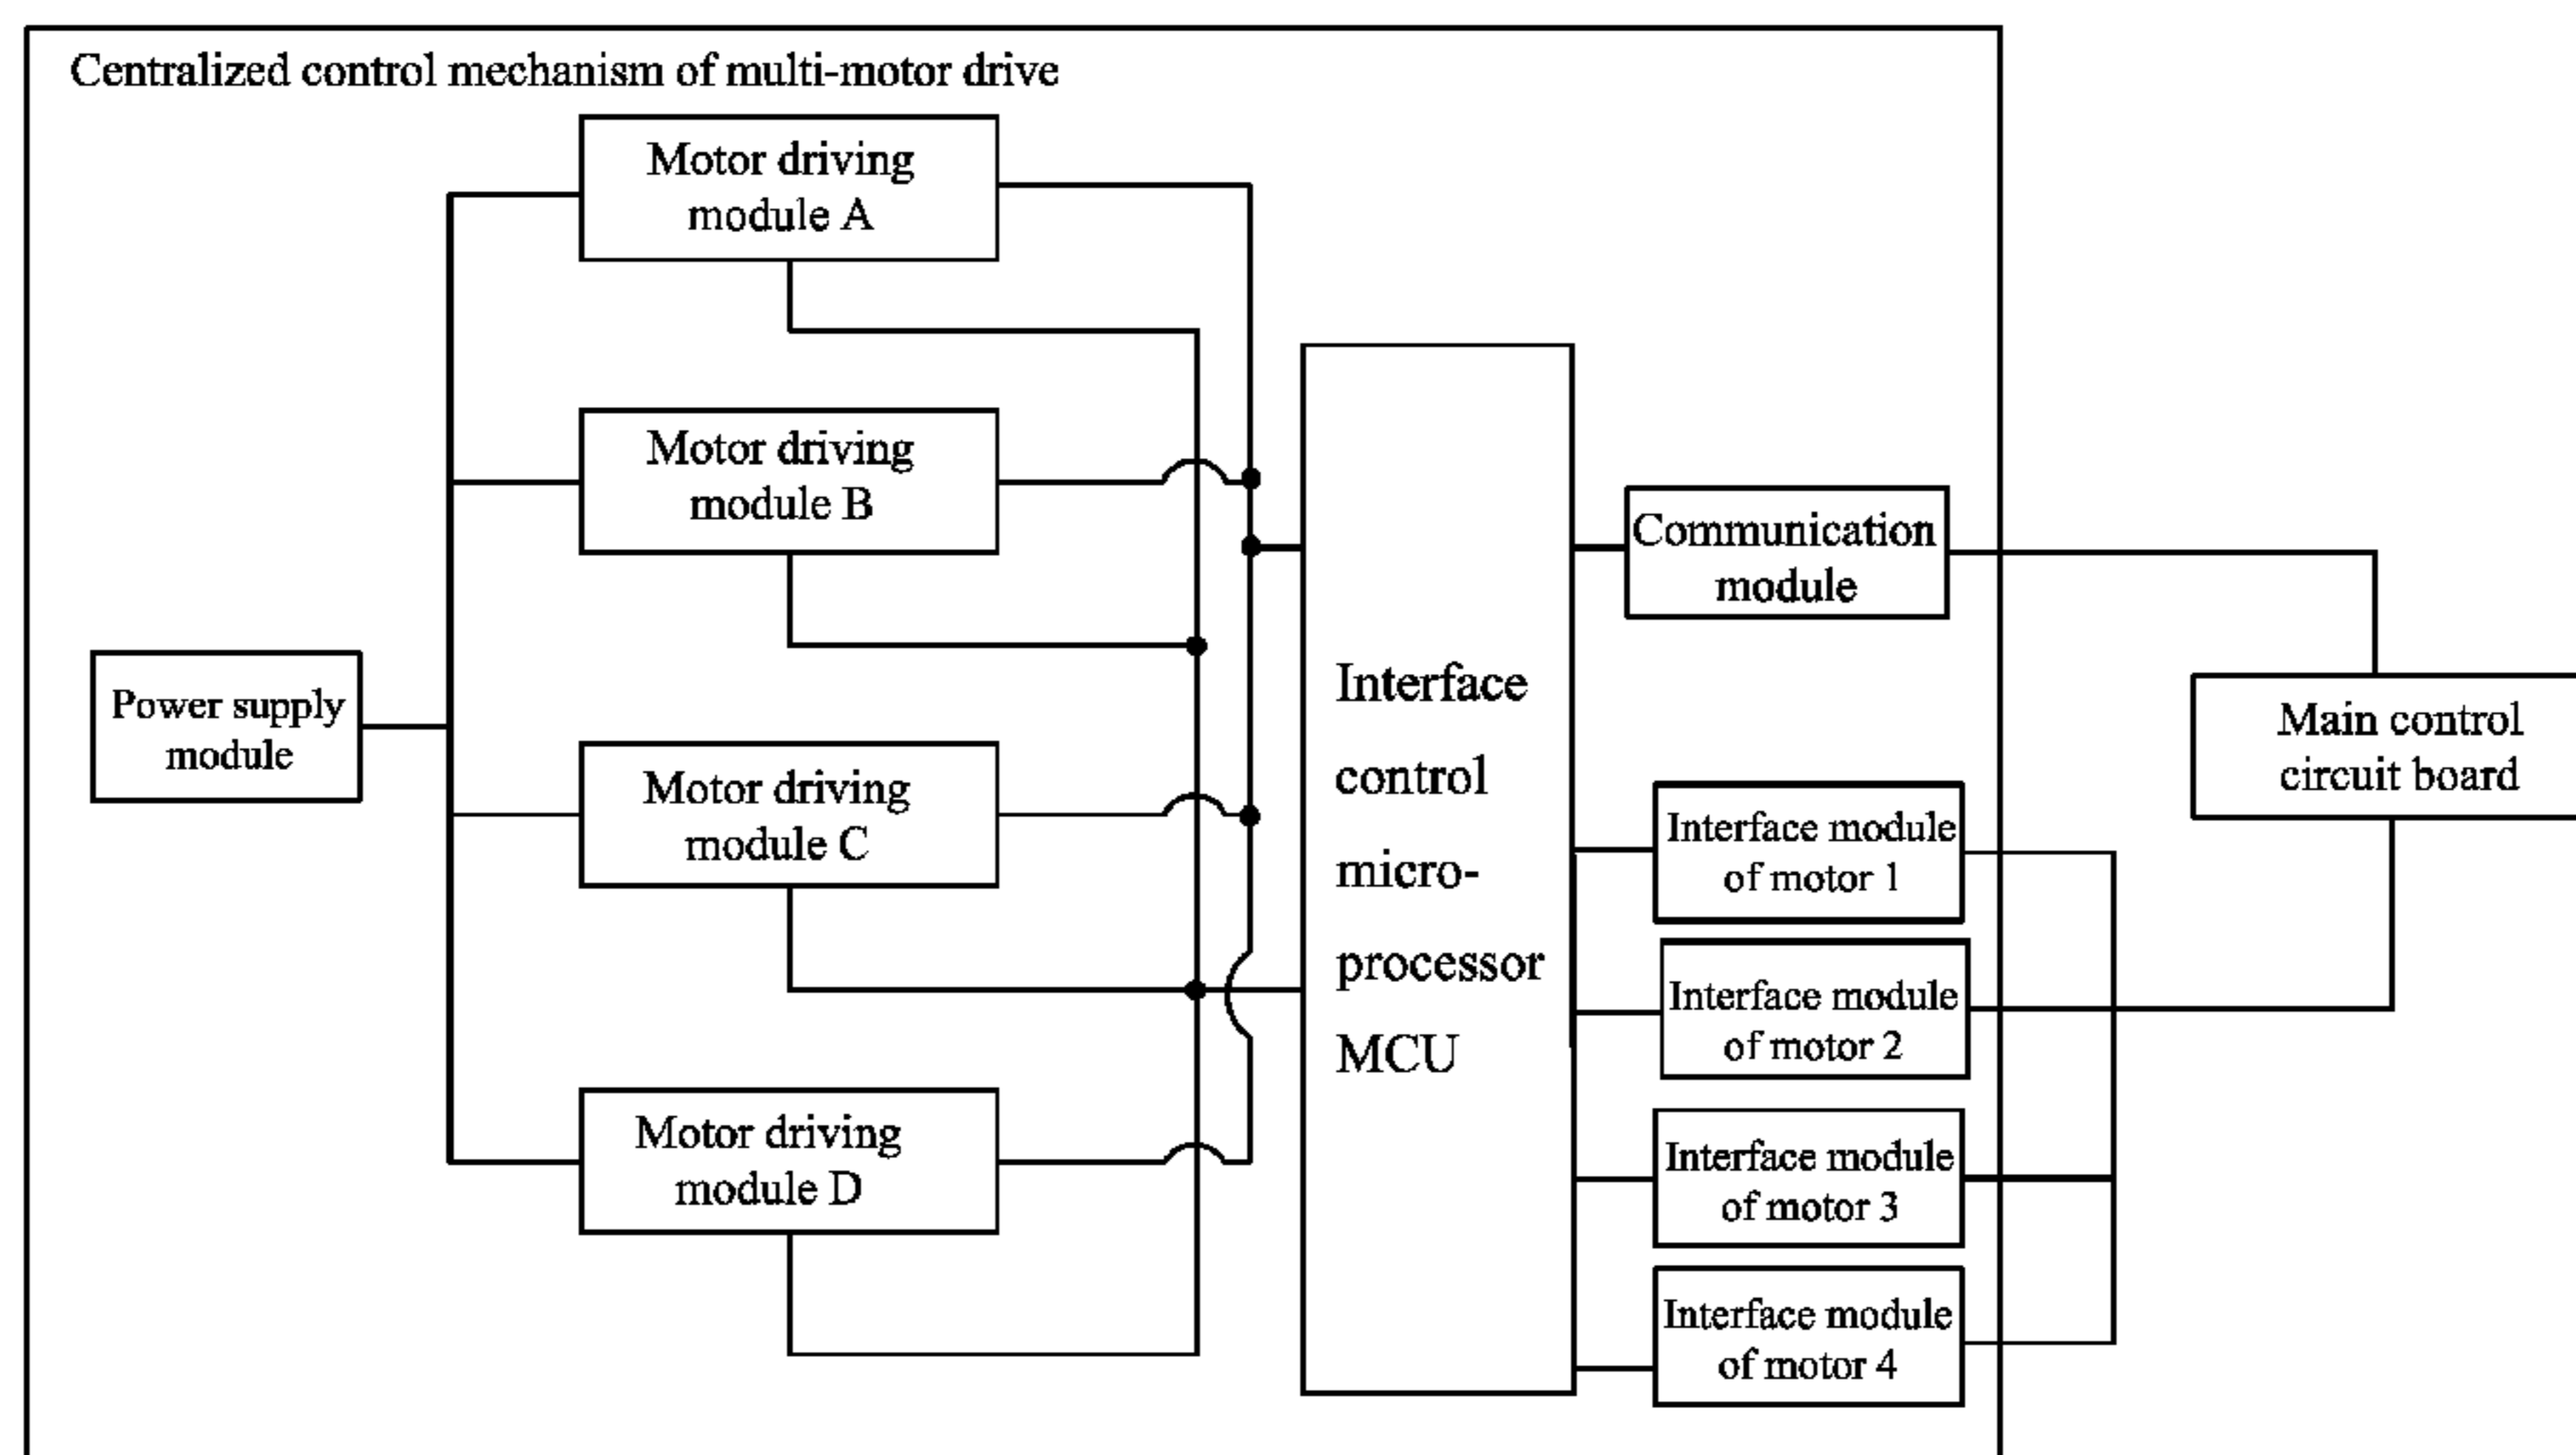 Centralized control mechanism of multi-motor drive
Motor driving
module A
Motor driving
module B
Power supply
module
Motor driving
module C
Motor driving
module D
Interface
control
micro-
processor
MCU
Communication
module
Main control
circuit board
Interface module
of motor 1
Interface module
of motor 2
Interface module
of motor 3
Interface module
of motor 4